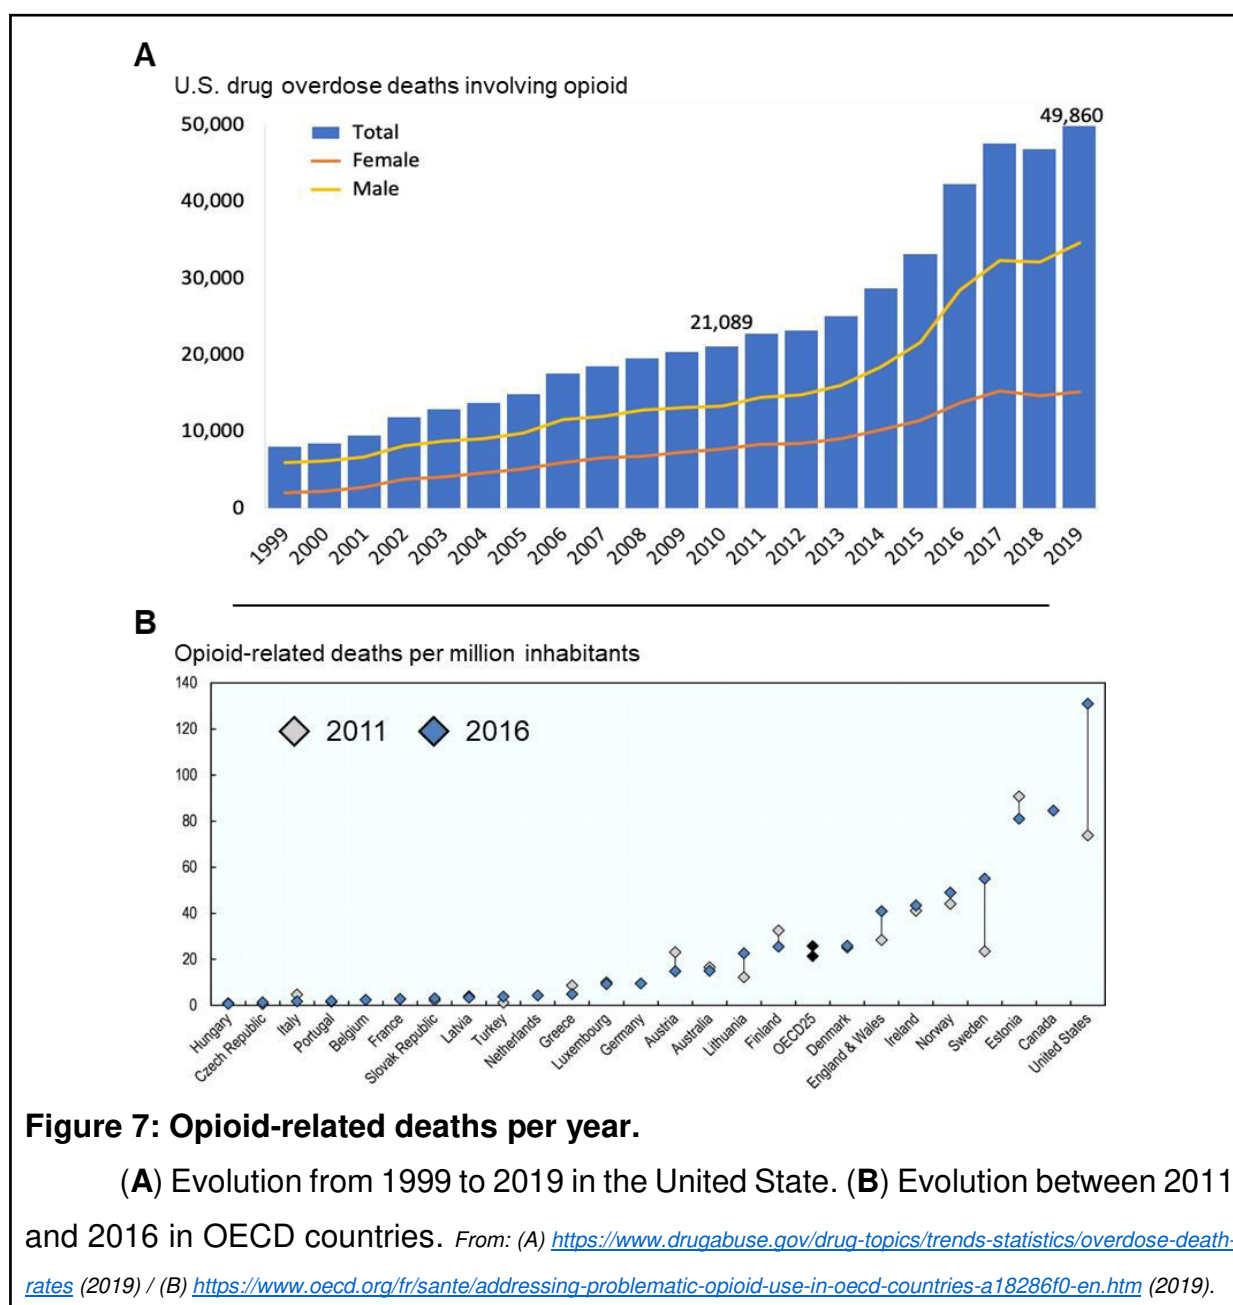 A
U.S. drug overdose deaths involving opioid
50,000
40,000
30,000
20,000
10,000
0
Total
Female
Male
21,089
49,860
1999
2000
2001
2002
2003
2004
2005
2006
2007
2008
2009
2010
2011
2012
2013
2014
2015
2016
2017
2018
2019
B
Opioid-related deaths per million inhabitants
140
120
100
80
60
40
20
0
2011
2016
Hungary
Czech Republic
Italy
Portugal
Belgium
France
Slovak Republic
Latvia
Turkey
Netherlands
Greece
Luxembourg
Germany
Austria
Australia
Lithuania
Finland
OECD25
Denmark
England & Wales
Ireland
Norway
Sweden
Estonia
Canada
United States
Figure 7: Opioid-related deaths per year.
(A) Evolution from 1999 to 2019 in the United State. (B) Evolution between 2011
and 2016 in OECD countries. From: (A) https://www.drugabuse.gov/drug-topics/trends-statistics/overdose-death-
rates (2019) / (B) https://www.oecd.org/fr/sante/addressing-problematic-opioid-use-in-oecd-countries-a18286f0-en.htm (2019).